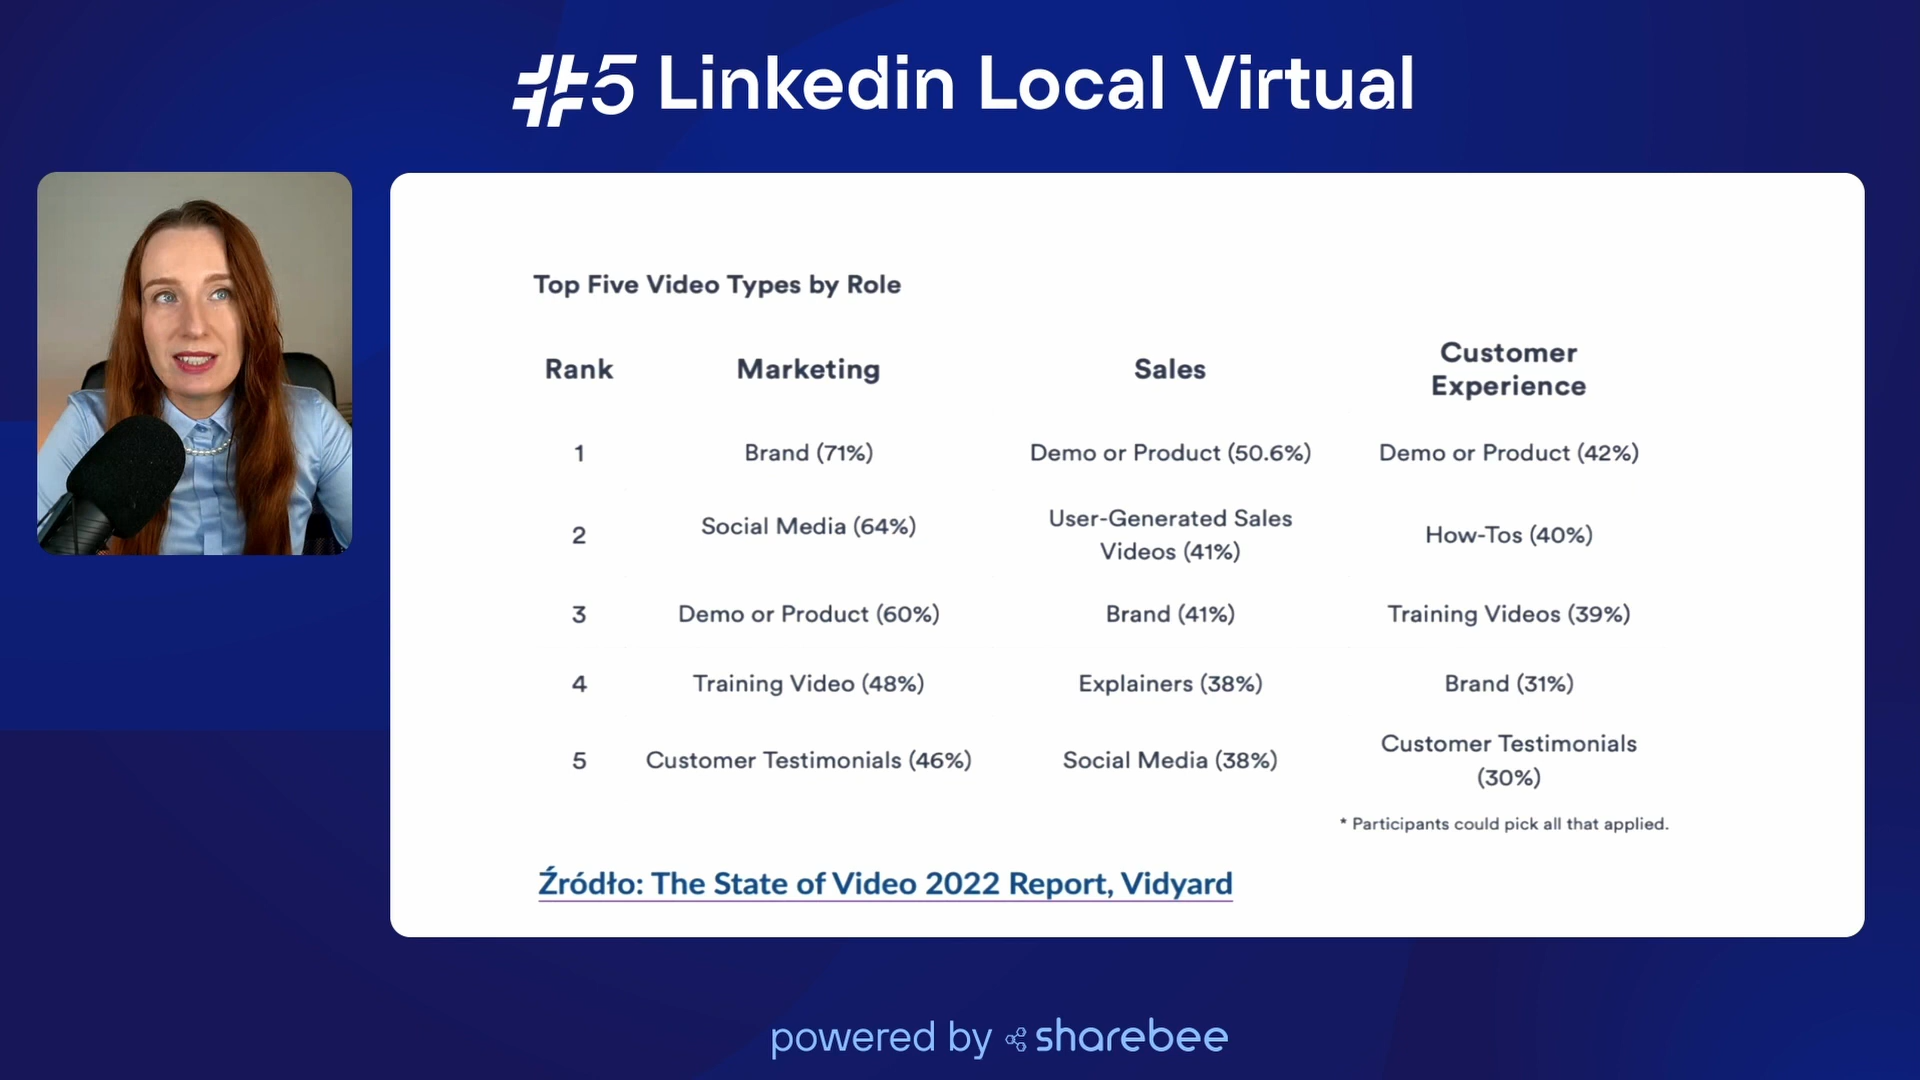 #5 Linkedin Local Virtual
Top Five Video Types by Role
Rank Marketing Sales Customer Experience
1 Brand (71%) Demo or Product (50.6%) Demo or Product (42%)
2 Social Media (64%) User-Generated Sales Videos (41%) How-Tos (40%)
3 Demo or Product (60%) Brand (41%) Training Videos (39%)
4 Training Video (48%) Explainers (38%) Brand (31%)
5 Customer Testimonials (46%) Social Media (38%) Customer Testimonials (30%)
* Participants could pick all that applied.
Źródło: The State of Video 2022 Report, Vidyard
powered by sharebee